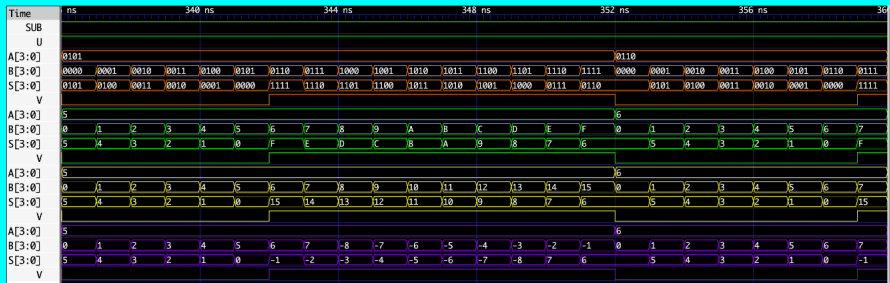 Time ns 340 ns 344 ns 348 ns 352 ns 356 ns 360
SUB
U
A[3:0] 0101 0110
B[3:0] 0000 0001 0010 0011 0100 0101 0110 0111 1000 1001 1010 1011 1100 1101 1110 1111 0000 0001 0010 0011 0100 0101 0110 0111
S[3:0] 0101 0100 0011 0010 0001 0000 1111 1110 1101 1100 1011 1010 1001 1000 0111 0110 0101 0100 0011 0010 0001 0000 1111
V
A[3:0] 5 6
B[3:0] 0 1 2 3 4 5 6 7 8 9 A B C D E F 0 1 2 3 4 5 6 7
S[3:0] 5 4 3 2 1 0 F E D C B A 9 8 7 6 5 4 3 2 1 0 F
V
A[3:0] 5 6
B[3:0] 0 1 2 3 4 5 6 7 8 9 10 11 12 13 14 15 0 1 2 3 4 5 6 7
S[3:0] 5 4 3 2 1 0 15 14 13 12 11 10 9 8 7 6 5 4 3 2 1 0 15
V
A[3:0] 5 6
B[3:0] 0 1 2 3 4 5 6 7 -8 -7 -6 -5 -4 -3 -2 -1 0 1 2 3 4 5 6 7
S[3:0] 5 4 3 2 1 0 -1 -2 -3 -4 -5 -6 -7 -8 7 6 5 4 3 2 1 0 -1
V